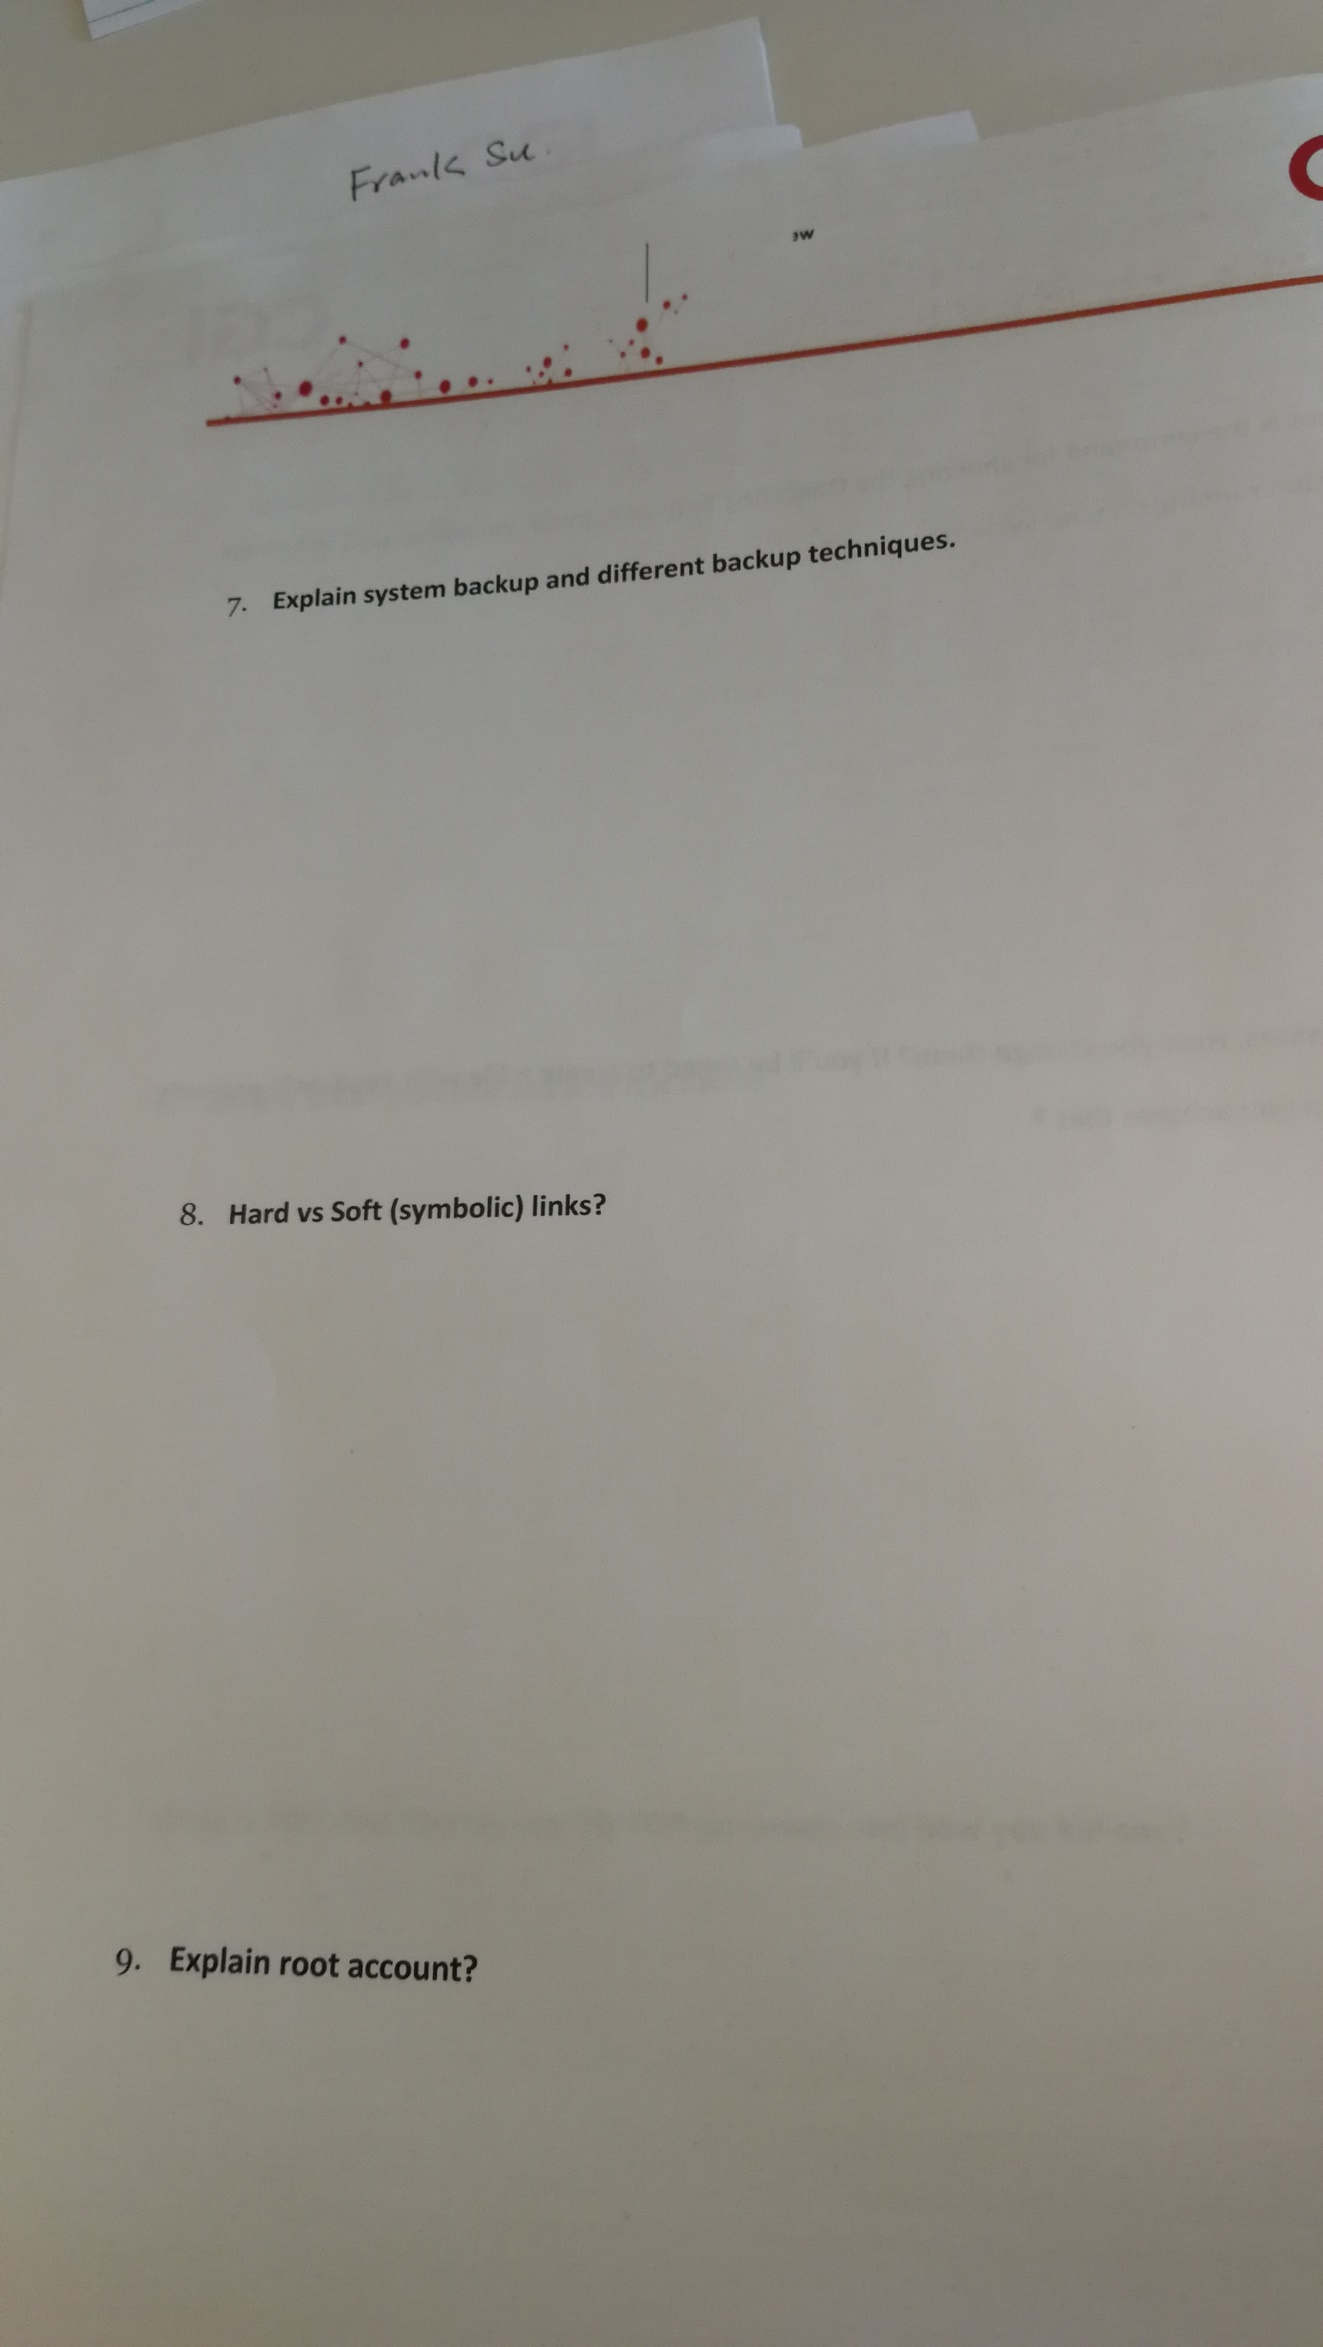 Frank Su.
7. Explain system backup and different backup techniques.
8. Hard vs Soft (symbolic) links?
9. Explain root account?